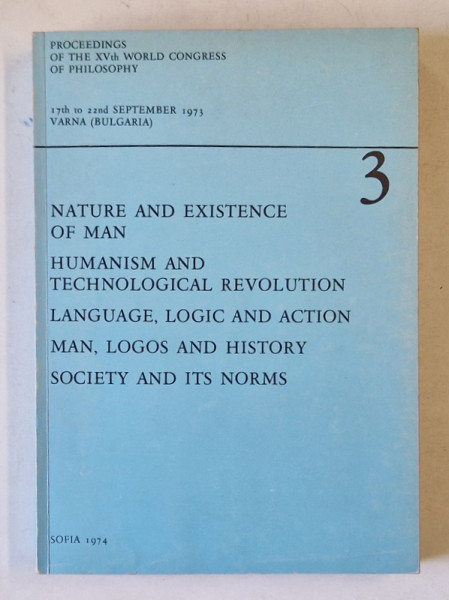 PROCEEDINGS
OF THE XVth WORLD CONGRESS
OF PHILOSOPHY
17th to 22nd SEPTEMBER 1973
VARNA (BULGARIA)
3
NATURE AND EXISTENCE
OF MAN
HUMANISM AND
TECHNOLOGICAL REVOLUTION
LANGUAGE, LOGIC AND ACTION
MAN, LOGOS AND HISTORY
SOCIETY AND ITS NORMS
SOFIA 1974